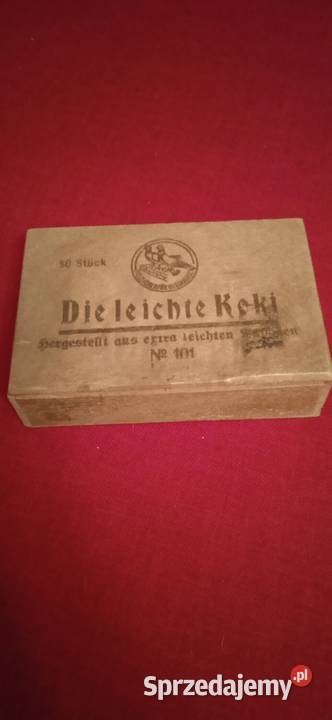 50 Stück
Die leichte Koki
Hergestellt aus extra leichten
№ 101
Sprzedajemy.pl